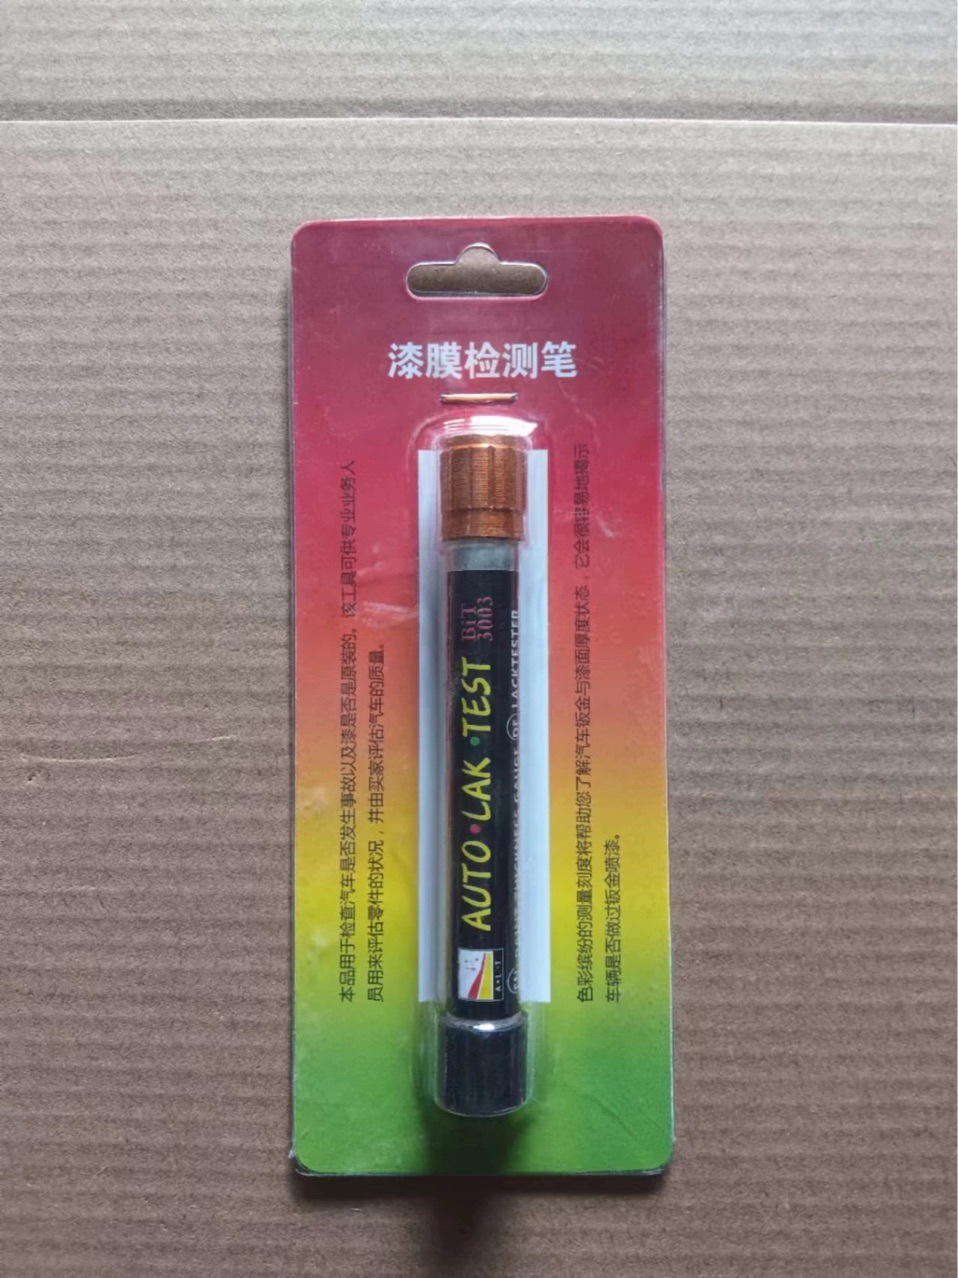 漆膜检测笔
本品用于检查汽车是否发生事故以及漆是否是原装的。该工具可供专业业务人
员用来评估零件的状况，并由买家评估汽车的质量。
AUTO·LAK·TEST
BiT
3003
DE LACKTESTER
A·L·T
色彩缤纷的测量刻度将帮助您了解汽车钣金与漆面厚度状态，它会很容易地揭示
车辆是否做过钣金喷漆。